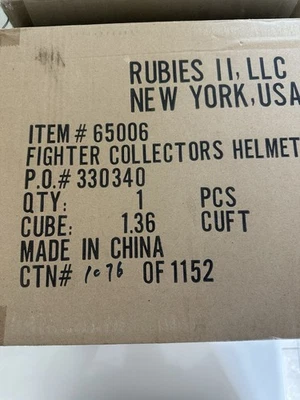 RUBIES II, LLC
NEW YORK, USA
ITEM # 65006
FIGHTER COLLECTORS HELMET
P.O.# 330340
QTY: 1 PCS
CUBE: 1.36 CUFT
MADE IN CHINA
CTN# 1076 OF 1152